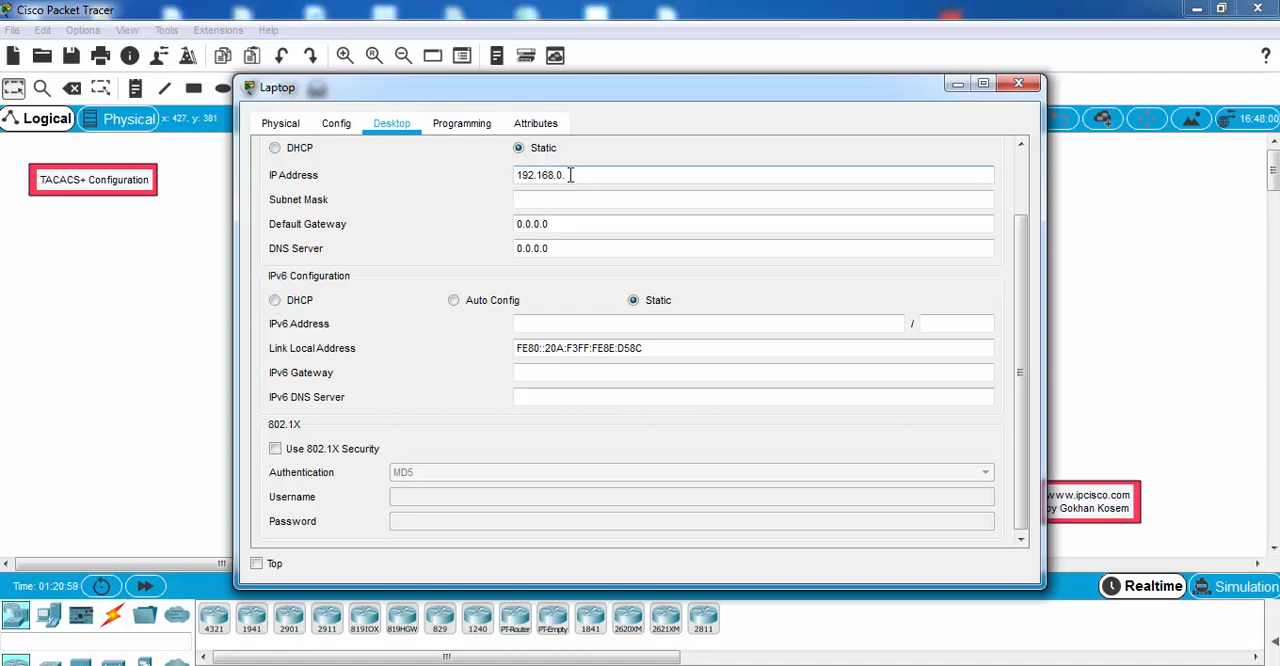 Cisco Packet Tracer
File Edit Options View Tools Extensions Help
?
Logical Physical x: 427, y: 381 16:48:00
TACACS+ Configuration
Laptop
Physical Config Desktop Programming Attributes
DHCP Static
IP Address 192.168.0.
Subnet Mask
Default Gateway 0.0.0.0
DNS Server 0.0.0.0
IPv6 Configuration
DHCP Auto Config Static
IPv6 Address /
Link Local Address FE80::20A:F3FF:FE8E:D58C
IPv6 Gateway
IPv6 DNS Server
802.1X
Use 802.1X Security
Authentication MD5
Username
Password
Top
www.ipcisco.com
by Gokhan Kosem
Time: 01:20:59 Realtime Simulation
4321 1941 2901 2911 819IOX 819HGW 829 1240 PT-Router PT-Empty 1841 2620XM 2621XM 2811